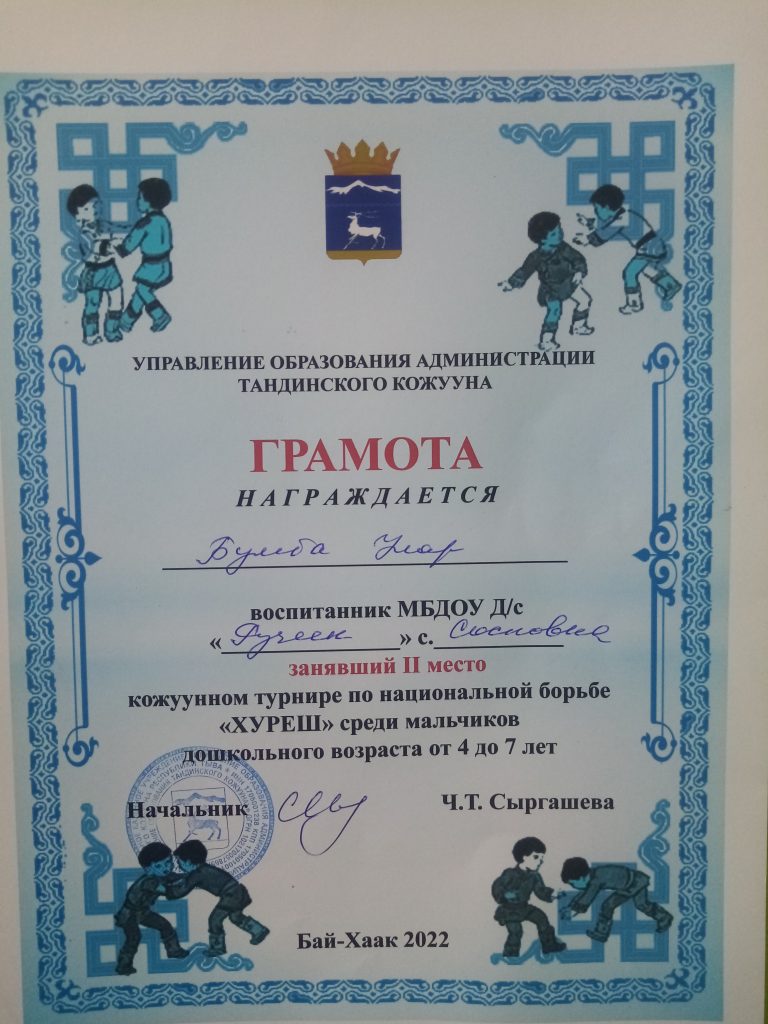 УПРАВЛЕНИЕ ОБРАЗОВАНИЯ АДМИНИСТРАЦИИ
ТАНДИНСКОГО КОЖУУНА
ГРАМОТА
НАГРАЖДАЕТСЯ
Бумба Улар
воспитанник МБДОУ Д/с
« Ручеек » с. Сосновка
занявший II место
кожуунном турнире по национальной борьбе
«ХУРЕШ» среди мальчиков
дошкольного возраста от 4 до 7 лет
Начальник Ч.Т. Сыргашева
Бай-Хаак 2022